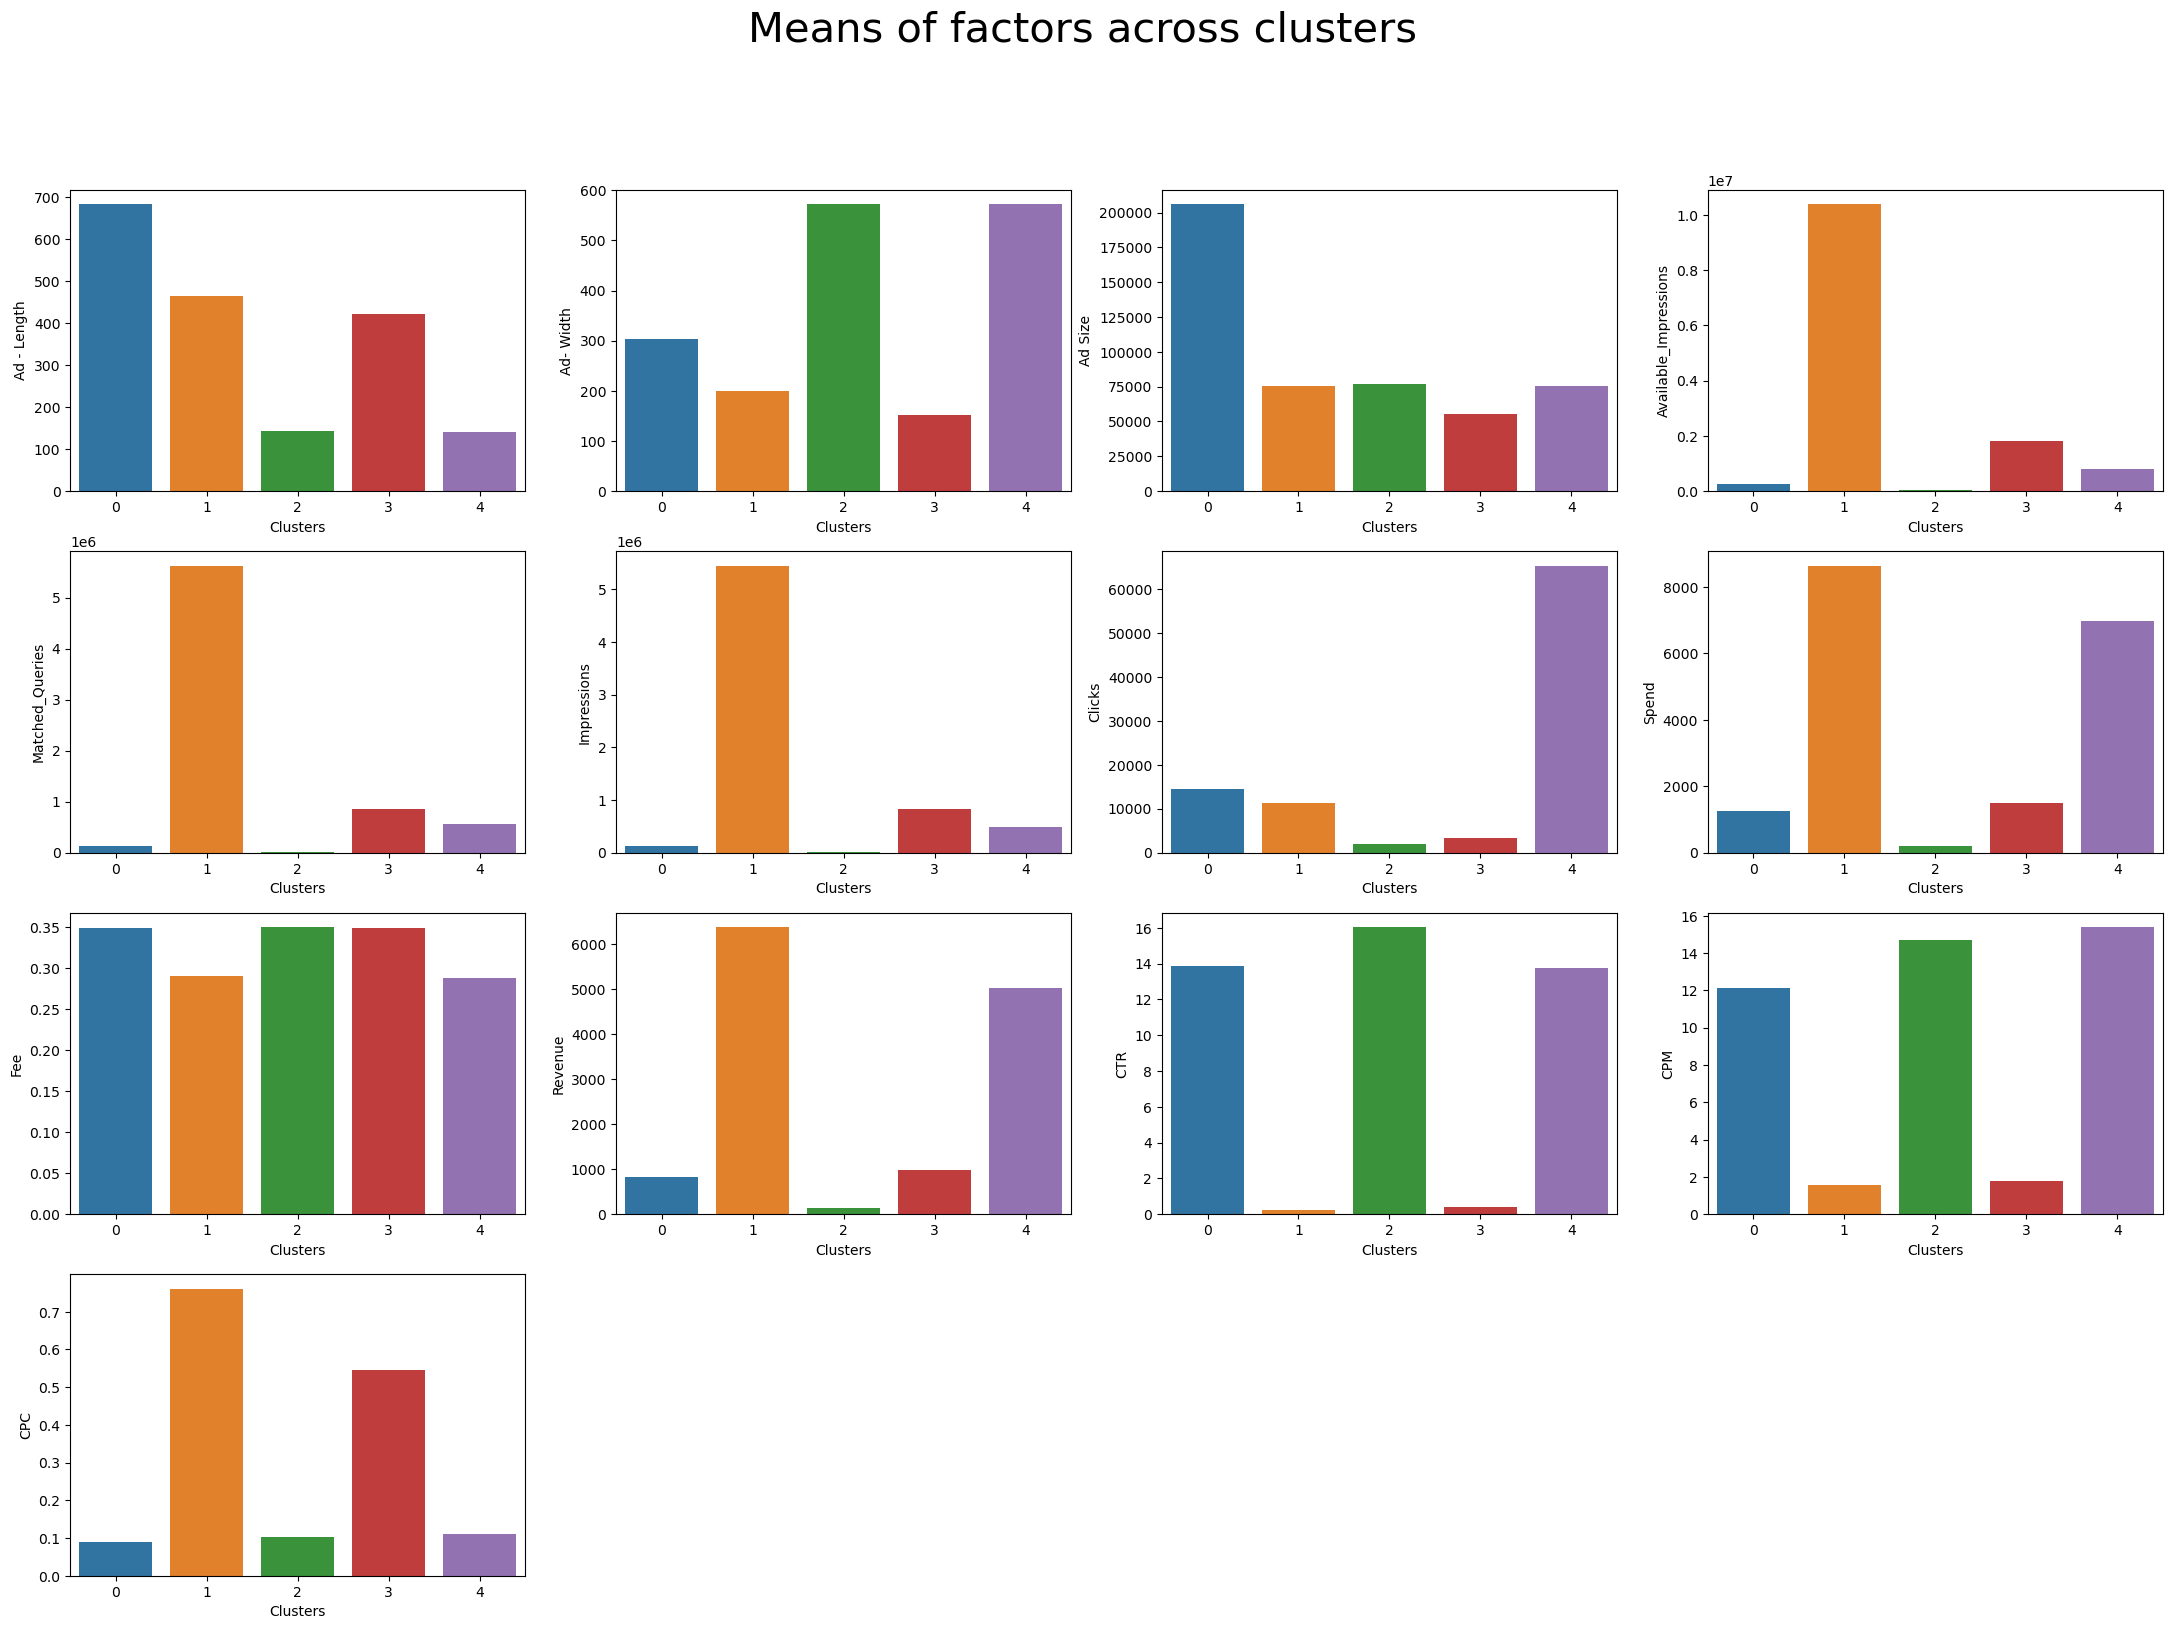 Means of factors across clusters
700
600
500
400
300
200
100
0
Ad - Length
0 1 2 3 4
Clusters
600
500
400
300
200
100
0
Ad- Width
0 1 2 3 4
Clusters
200000
175000
150000
125000
100000
75000
50000
25000
0
Ad Size
0 1 2 3 4
Clusters
1e7
1.0
0.8
0.6
0.4
0.2
0.0
Available_Impressions
0 1 2 3 4
Clusters
1e6
5
4
3
2
1
0
Matched_Queries
0 1 2 3 4
Clusters
1e6
5
4
3
2
1
0
Impressions
0 1 2 3 4
Clusters
60000
50000
40000
30000
20000
10000
0
Clicks
0 1 2 3 4
Clusters
8000
6000
4000
2000
0
Spend
0 1 2 3 4
Clusters
0.35
0.30
0.25
0.20
0.15
0.10
0.05
0.00
Fee
0 1 2 3 4
Clusters
6000
5000
4000
3000
2000
1000
0
Revenue
0 1 2 3 4
Clusters
16
14
12
10
8
6
4
2
0
CTR
0 1 2 3 4
Clusters
16
14
12
10
8
6
4
2
0
CPM
0 1 2 3 4
Clusters
0.7
0.6
0.5
0.4
0.3
0.2
0.1
0.0
CPC
0 1 2 3 4
Clusters